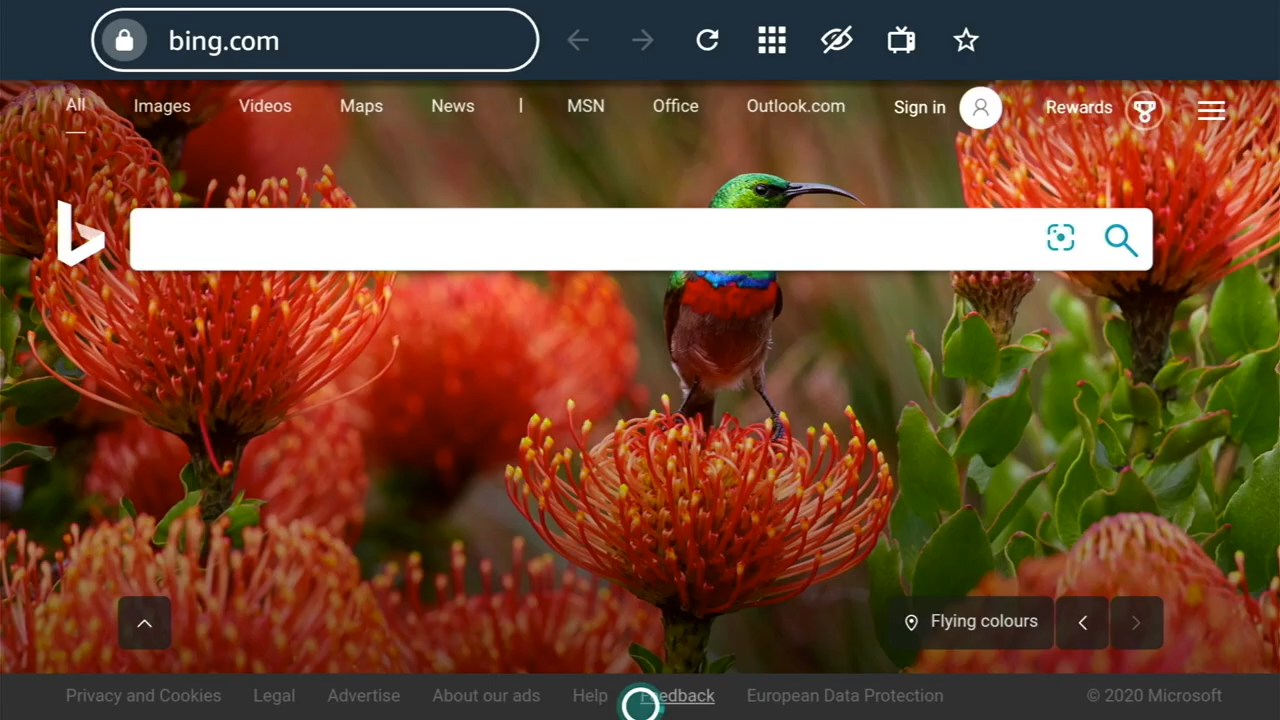 bing.com
All Images Videos Maps News | MSN Office Outlook.com Sign in Rewards
Flying colours
Privacy and Cookies Legal Advertise About our ads Help Feedback European Data Protection © 2020 Microsoft